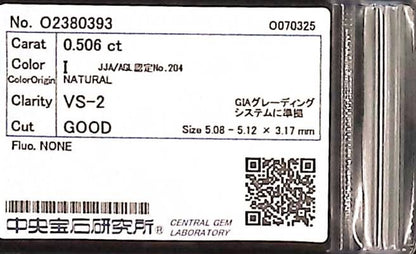 No. O2380393 O070325
Carat 0.506 ct
Color I JJA/AGL認定No.204
ColorOrigin NATURAL
Clarity VS-2 GIAグレーディング
システムに準拠
Cut GOOD Size 5.08 - 5.12 × 3.17 mm
Fluo. NONE
中央宝石研究所® CENTRAL GEM
LABORATORY